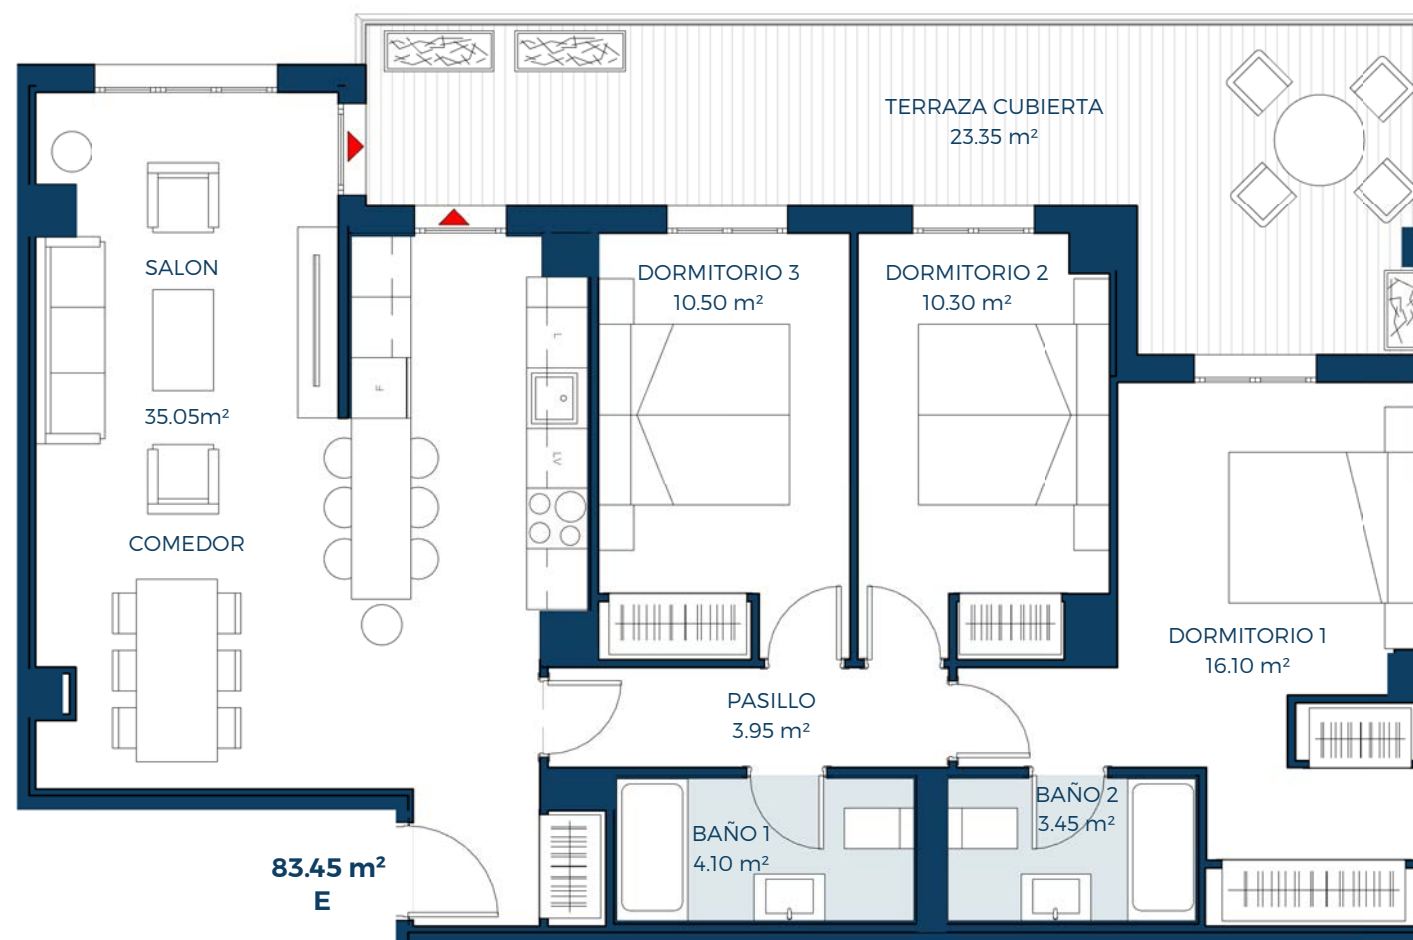 TERRAZA CUBIERTA
23.35 m²
SALON
35.05m²
COMEDOR
DORMITORIO 3
10.50 m²
DORMITORIO 2
10.30 m²
L
F
LV
DORMITORIO 1
16.10 m²
PASILLO
3.95 m²
BAÑO 1
4.10 m²
BAÑO 2
3.45 m²
83.45 m²
E